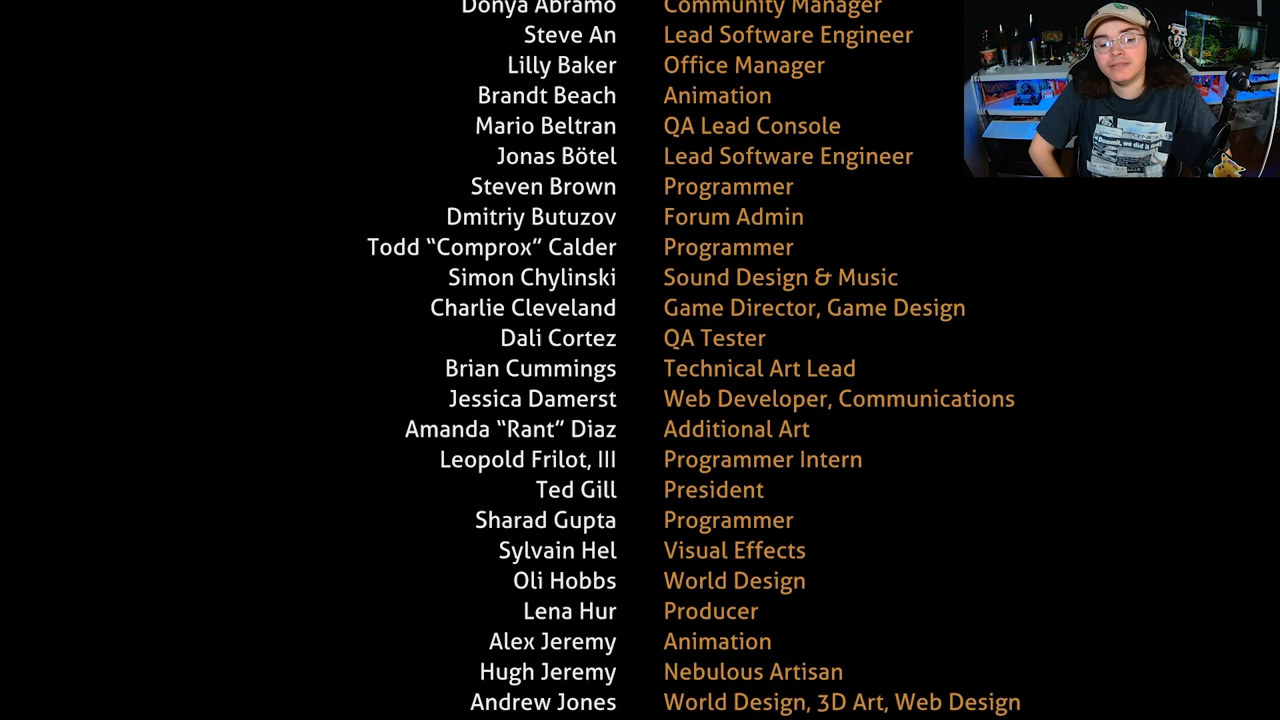 Donya Abramo Community Manager
Steve An Lead Software Engineer
Lilly Baker Office Manager
Brandt Beach Animation
Mario Beltran QA Lead Console
Jonas Bötel Lead Software Engineer
Steven Brown Programmer
Dmitriy Butuzov Forum Admin
Todd “Comprox” Calder Programmer
Simon Chylinski Sound Design & Music
Charlie Cleveland Game Director, Game Design
Dali Cortez QA Tester
Brian Cummings Technical Art Lead
Jessica Damerst Web Developer, Communications
Amanda “Rant” Diaz Additional Art
Leopold Frilot, III Programmer Intern
Ted Gill President
Sharad Gupta Programmer
Sylvain Hel Visual Effects
Oli Hobbs World Design
Lena Hur Producer
Alex Jeremy Animation
Hugh Jeremy Nebulous Artisan
Andrew Jones World Design, 3D Art, Web Design